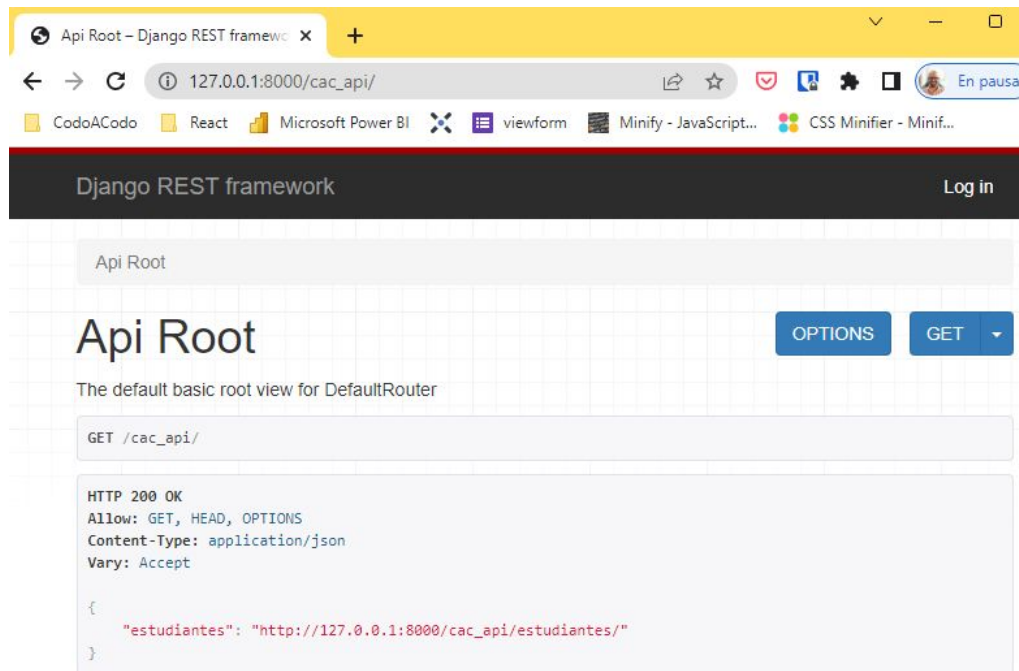 Api Root – Django REST framewo
127.0.0.1:8000/cac_api/
En pausa
CodoACodo React Microsoft Power BI viewform Minify - JavaScript... CSS Minifier - Minif...
Django REST framework Log in
Api Root
Api Root OPTIONS GET
The default basic root view for DefaultRouter
GET /cac_api/
HTTP 200 OK
Allow: GET, HEAD, OPTIONS
Content-Type: application/json
Vary: Accept
{
"estudiantes": "http://127.0.0.1:8000/cac_api/estudiantes/"
}